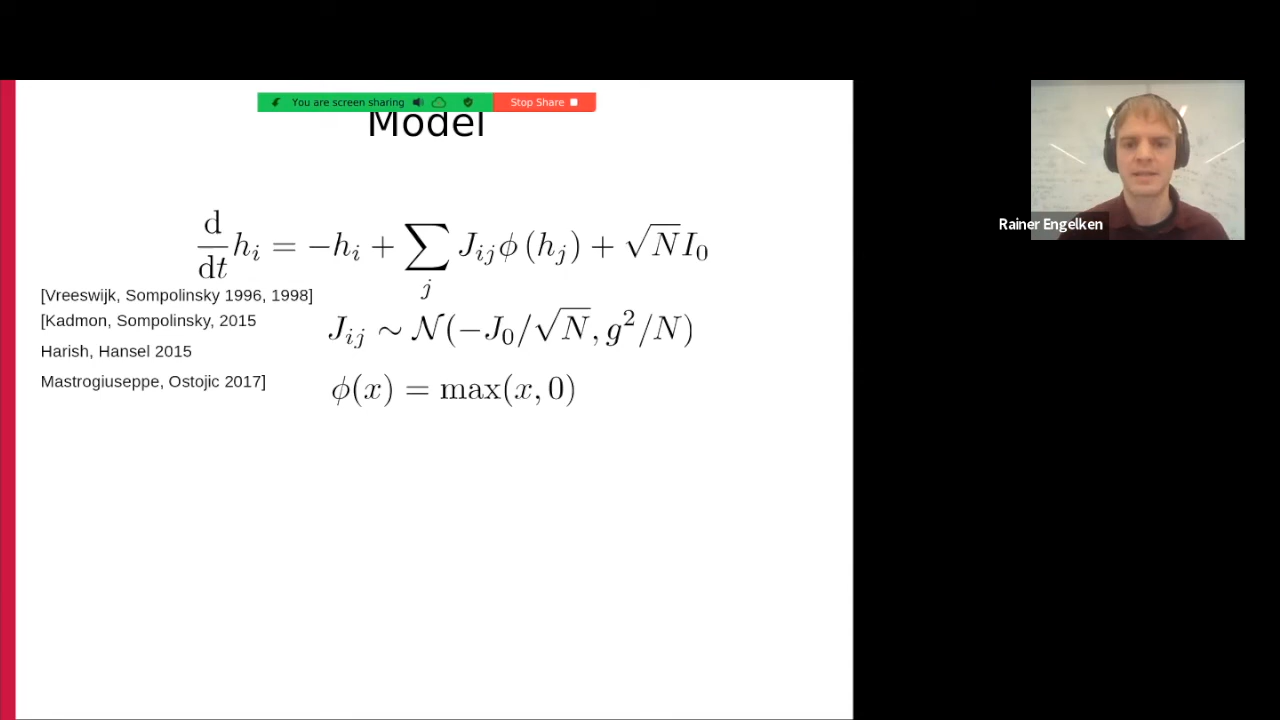 You are screen sharing
Stop Share
Model
d/dt h_i = −h_i + ∑_j J_ij ϕ (h_j) + √N I_0
[Vreeswijk, Sompolinsky 1996, 1998]
[Kadmon, Sompolinsky, 2015
J_ij ∼ 𝒩(−J_0/√N, g²/N)
Harish, Hansel 2015
Mastrogiuseppe, Ostojic 2017]
ϕ(x) = max(x, 0)
Rainer Engelken